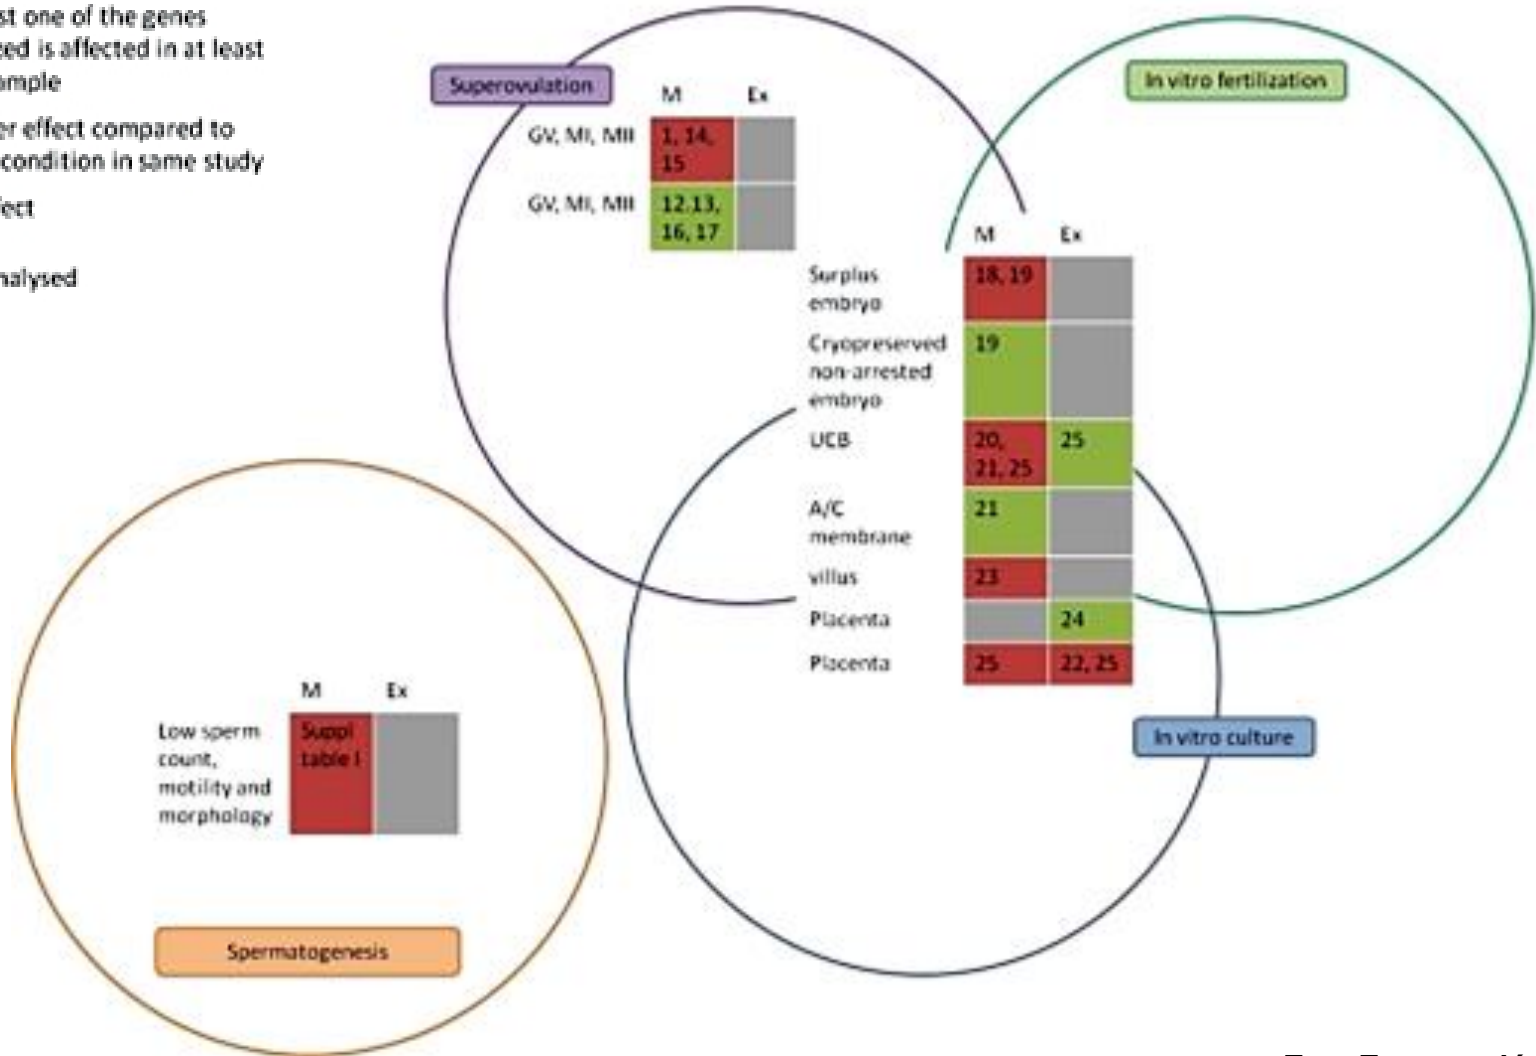 st one of the genes
ed is affected in at least
ample
er effect compared to
condition in same study
fect
nalysed
Superovulation
In vitro fertilization
M Ex
GV, MI, MII 1, 14,
15
GV, MI, MII 12.13,
16, 17
M Ex
Surplus 18, 19
embryo
Cryopreserved 19
non-arrested
embryo
UCB 20, 25
21, 25
A/C 21
membrane
villus 23
Placenta 24
Placenta 25 22, 25
In vitro culture
M Ex
Low sperm Suppl
count, table I
motility and
morphology
Spermatogenesis